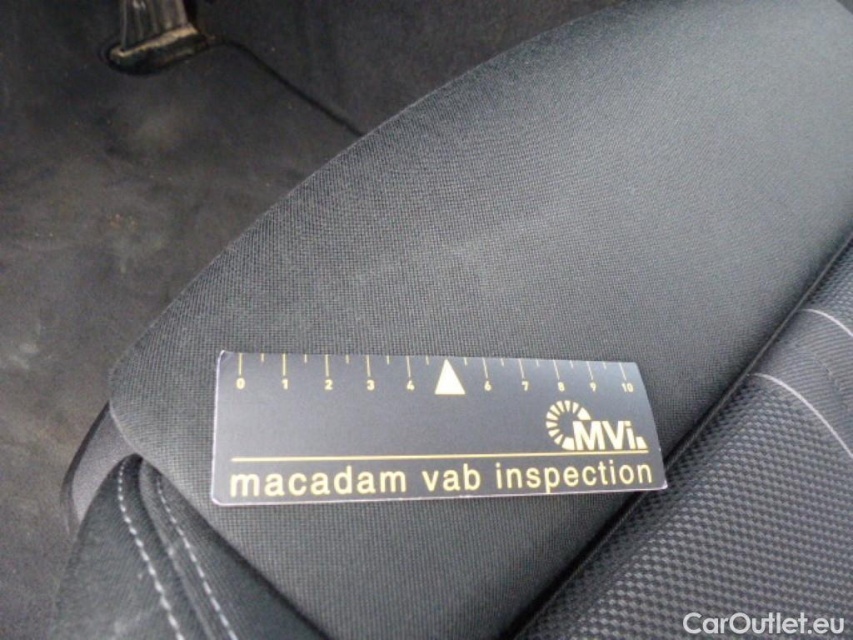 0 1 2 3 4 6 7 8 9 10
MVi
macadam vab inspection
CarOutlet.eu